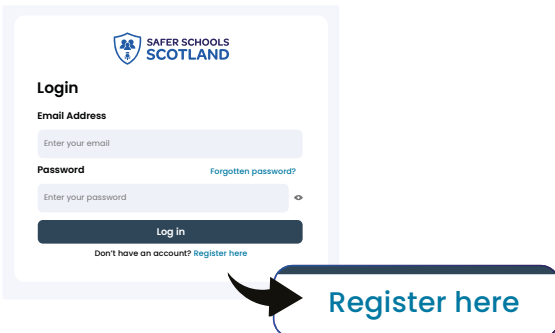 SAFER SCHOOLS
SCOTLAND
Login
Email Address
Enter your email
Password Forgotten password?
Enter your password
Log in
Don't have an account? Register here
Register here